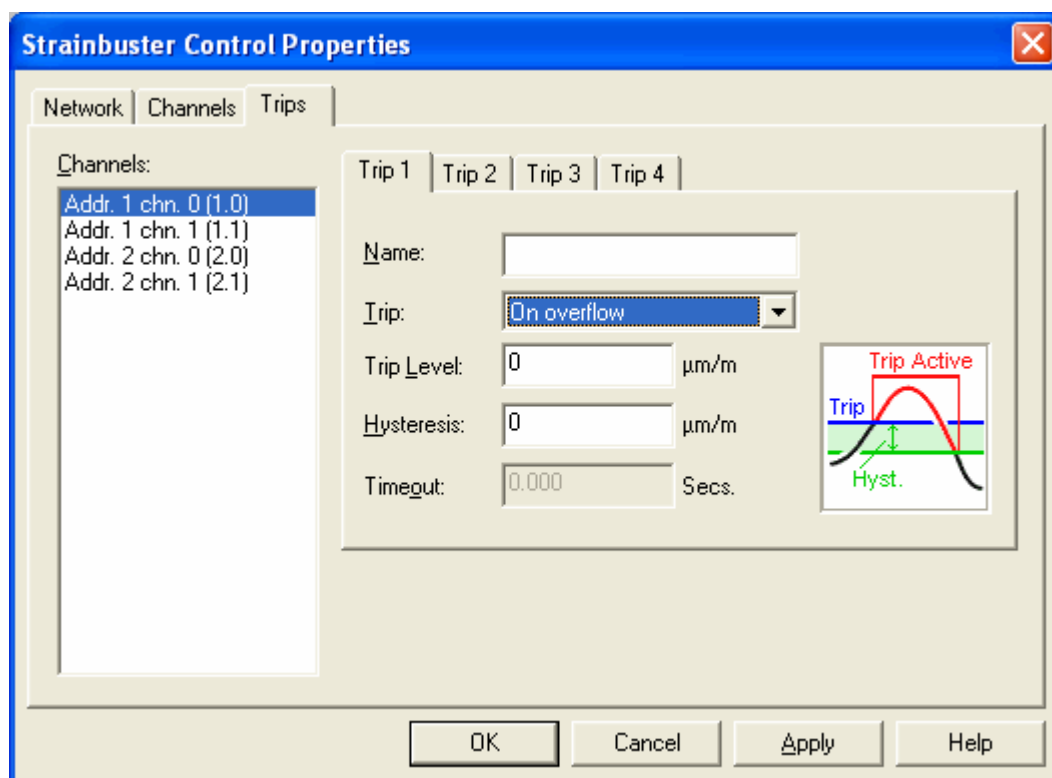 Strainbuster Control Properties
Network Channels Trips
Channels:
Addr. 1 chn. 0 (1.0)
Addr. 1 chn. 1 (1.1)
Addr. 2 chn. 0 (2.0)
Addr. 2 chn. 1 (2.1)
Trip 1 Trip 2 Trip 3 Trip 4
Name:
Trip: On overflow
Trip Level: 0 µm/m
Hysteresis: 0 µm/m
Timeout: 0.000 Secs.
Trip Active
Trip
Hyst.
OK Cancel Apply Help